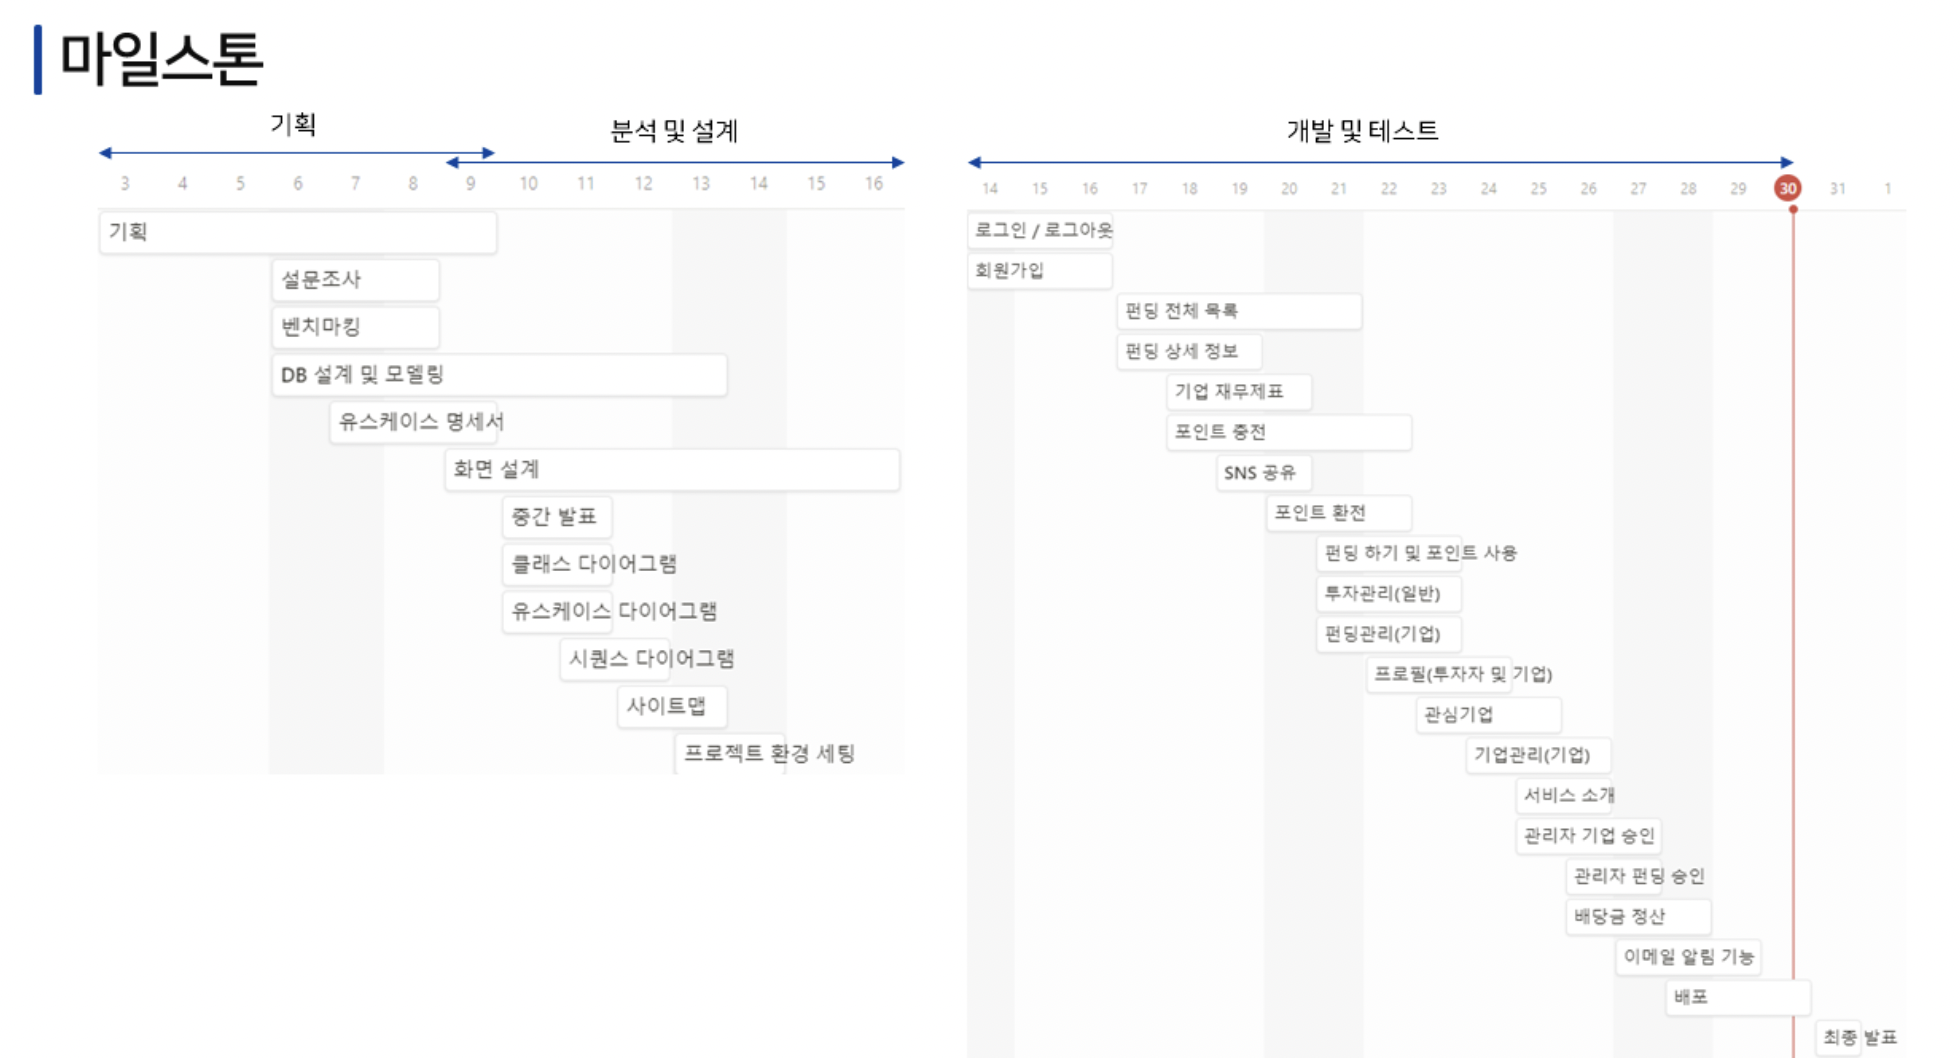 마일스톤
기획
분석 및 설계
3 4 5 6 7 8 9 10 11 12 13 14 15 16
기획
설문조사
벤치마킹
DB 설계 및 모델링
유스케이스 명세서
화면 설계
중간 발표
클래스 다이어그램
유스케이스 다이어그램
시퀀스 다이어그램
사이트맵
프로젝트 환경 세팅
개발 및 테스트
14 15 16 17 18 19 20 21 22 23 24 25 26 27 28 29 30 31 1
로그인 / 로그아웃
회원가입
펀딩 전체 목록
펀딩 상세 정보
기업 재무제표
포인트 충전
SNS 공유
포인트 환전
펀딩 하기 및 포인트 사용
투자관리(일반)
펀딩관리(기업)
프로필(투자자 및 기업)
관심기업
기업관리(기업)
서비스 소개
관리자 기업 승인
관리자 펀딩 승인
배당금 정산
이메일 알림 기능
배포
최종 발표